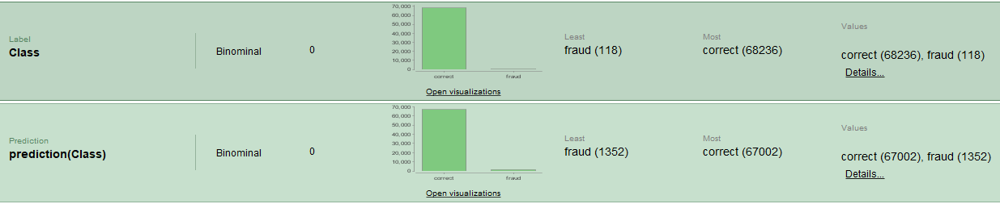 Label
Class
Binominal
0
70,000
60,000
50,000
40,000
30,000
20,000
10,000
0
correct fraud
Open visualizations
Least
fraud (118)
Most
correct (68236)
Values
correct (68236), fraud (118)
Details...
Prediction
prediction(Class)
Binominal
0
70,000
60,000
50,000
40,000
30,000
20,000
10,000
0
correct fraud
Open visualizations
Least
fraud (1352)
Most
correct (67002)
Values
correct (67002), fraud (1352)
Details...